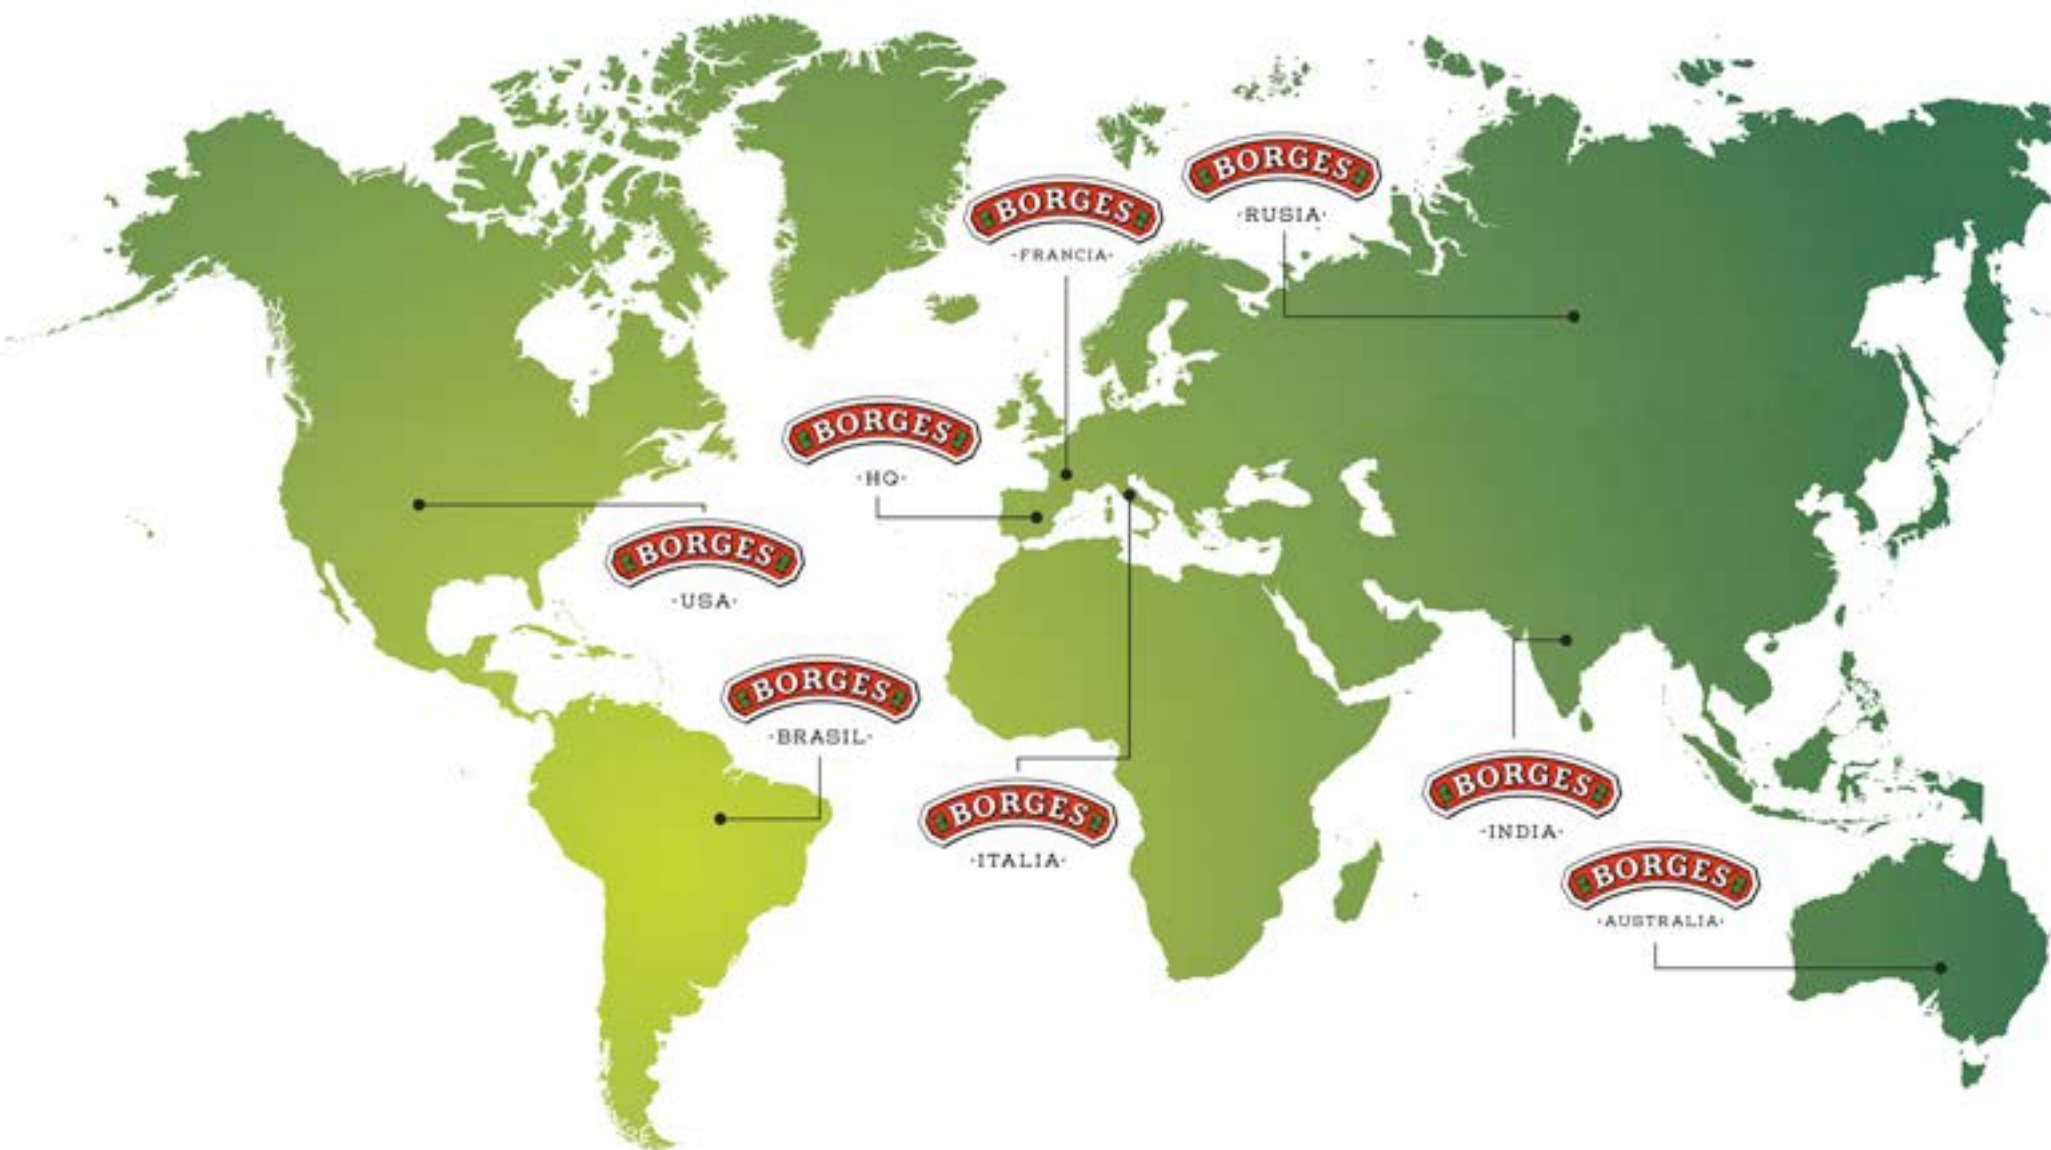 BORGES
·RUSIA·
BORGES
·FRANCIA·
BORGES
·HQ·
BORGES
·USA·
BORGES
·BRASIL·
BORGES
·ITALIA·
BORGES
·INDIA·
BORGES
·AUSTRALIA·